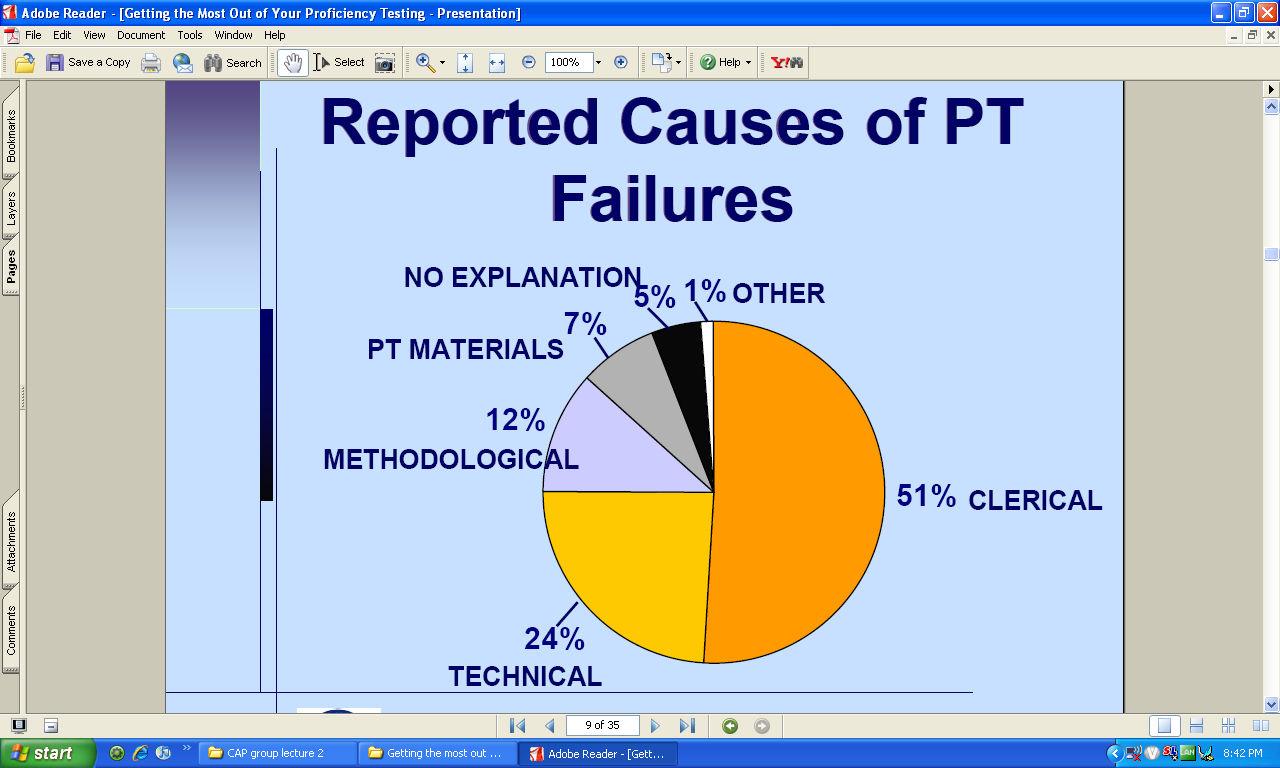 Adobe Reader - [Getting the Most Out of Your Proficiency Testing - Presentation]
File Edit View Document Tools Window Help
Save a Copy Search Select 100% Help Y!
Bookmarks
Layers
Pages
Attachments
Comments
Reported Causes of PT
Failures
NO EXPLANATION
5% 1% OTHER
7%
PT MATERIALS
12%
METHODOLOGICAL
51% CLERICAL
24%
TECHNICAL
9 of 35
start CAP group lecture 2 Getting the most out ... Adobe Reader - [Gett... 8:42 PM